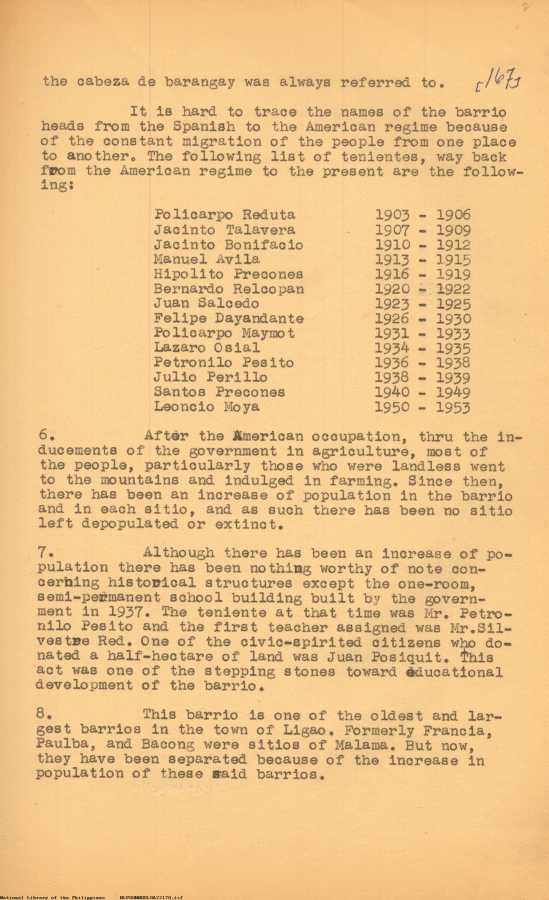 the cabeza de barangay was always referred to.
[167]
It is hard to trace the names of the barrio
heads from the Spanish to the American regime because
of the constant migration of the people from one place
to another. The following list of tenientes, way back
from the American regime to the present are the follow-
ing:
Policarpo Reduta 1903 - 1906
Jacinto Talavera 1907 - 1909
Jacinto Bonifacio 1910 - 1912
Manuel Avila 1913 - 1915
Hipolito Precones 1916 - 1919
Bernardo Relcopan 1920 - 1922
Juan Salcedo 1923 - 1925
Felipe Dayandante 1926 - 1930
Policarpo Maymot 1931 - 1933
Lazaro Osial 1934 - 1935
Petronilo Pesito 1936 - 1938
Julio Perillo 1938 - 1939
Santos Precones 1940 - 1949
Leoncio Moya 1950 - 1953
6. After the American occupation, thru the in-
ducements of the government in agriculture, most of
the people, particularly those who were landless went
to the mountains and indulged in farming. Since then,
there has been an increase of population in the barrio
and in each sitio, and as such there has been no sitio
left depopulated or extinct.
7. Although there has been an increase of po-
pulation there has been nothing worthy of note con-
cerning historical structures except the one-room,
semi-permanent school building built by the govern-
ment in 1937. The teniente at that time was Mr. Petro-
nilo Pesito and the first teacher assigned was Mr.Sil-
vestre Red. One of the civic-spirited citizens who do-
nated a half-hectare of land was Juan Posiquit. This
act was one of the stepping stones toward educational
development of the barrio.
8. This barrio is one of the oldest and lar-
gest barrios in the town of Ligao. Formerly Francia,
Paulba, and Bacong were sitios of Malama. But now,
they have been separated because of the increase in
population of these said barrios.
National Library of the Philippines